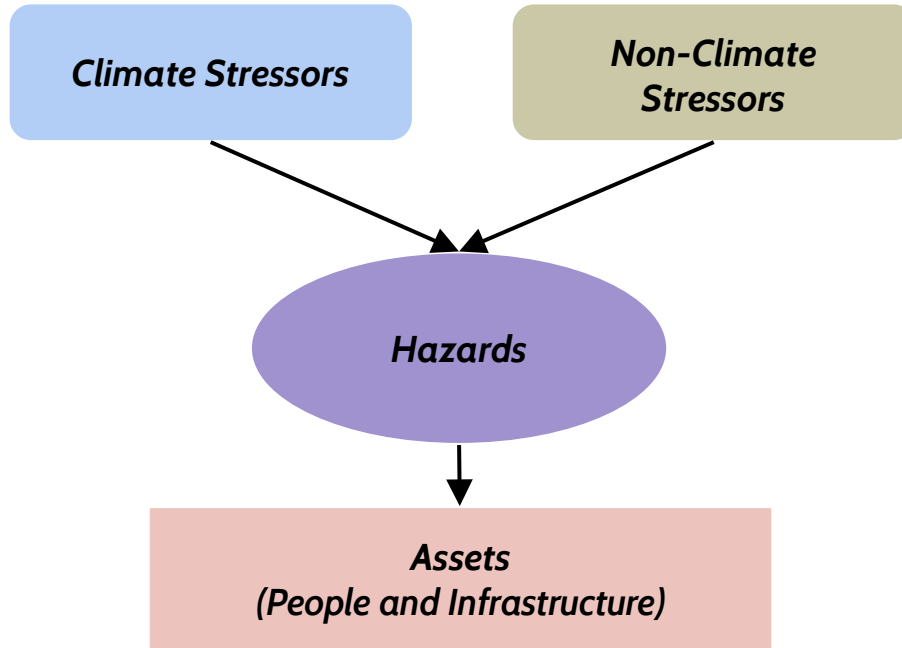 Climate Stressors
Non-Climate
Stressors
Hazards
Assets
(People and Infrastructure)